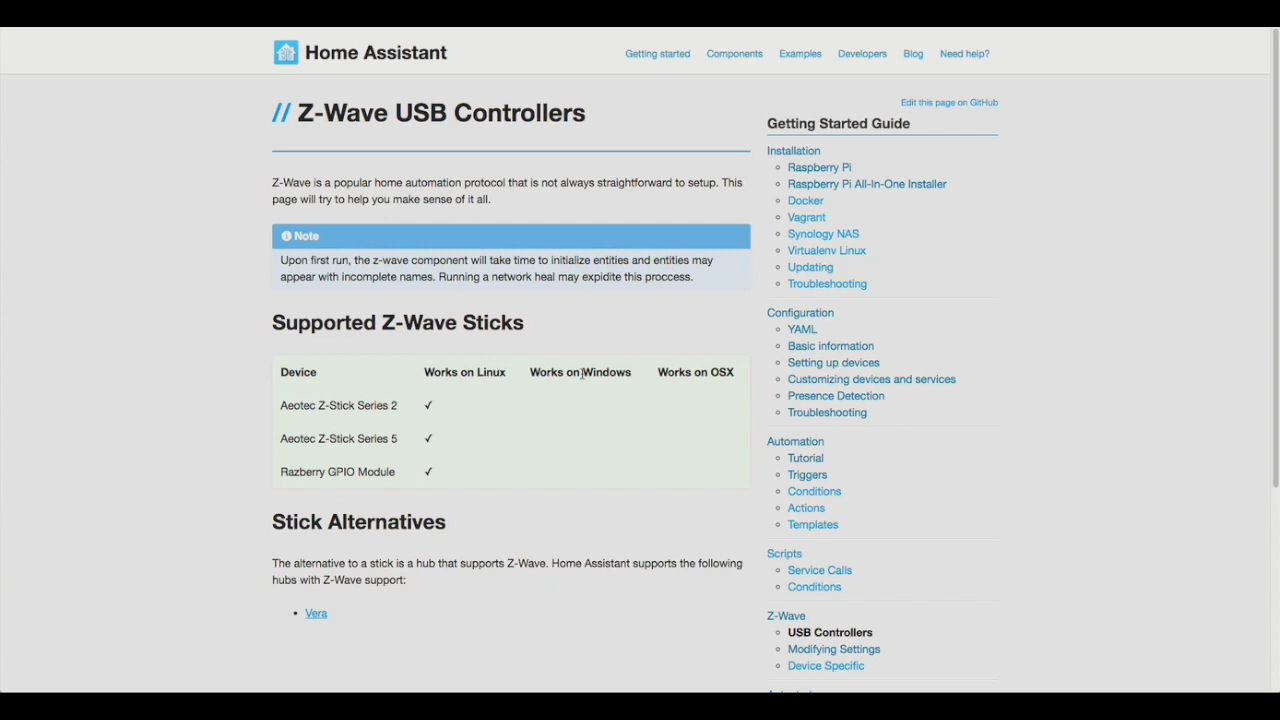 Home Assistant
Getting started Components Examples Developers Blog Need help?
// Z-Wave USB Controllers
Z-Wave is a popular home automation protocol that is not always straightforward to setup. This
page will try to help you make sense of it all.
Note
Upon first run, the z-wave component will take time to initialize entities and entities may
appear with incomplete names. Running a network heal may expidite this proccess.
Supported Z-Wave Sticks
Device Works on Linux Works on Windows Works on OSX
Aeotec Z-Stick Series 2 ✓
Aeotec Z-Stick Series 5 ✓
Razberry GPIO Module ✓
Stick Alternatives
The alternative to a stick is a hub that supports Z-Wave. Home Assistant supports the following
hubs with Z-Wave support:
• Vera
Edit this page on GitHub
Getting Started Guide
Installation
Raspberry Pi
Raspberry Pi All-In-One Installer
Docker
Vagrant
Synology NAS
Virtualenv Linux
Updating
Troubleshooting
Configuration
YAML
Basic information
Setting up devices
Customizing devices and services
Presence Detection
Troubleshooting
Automation
Tutorial
Triggers
Conditions
Actions
Templates
Scripts
Service Calls
Conditions
Z-Wave
USB Controllers
Modifying Settings
Device Specific